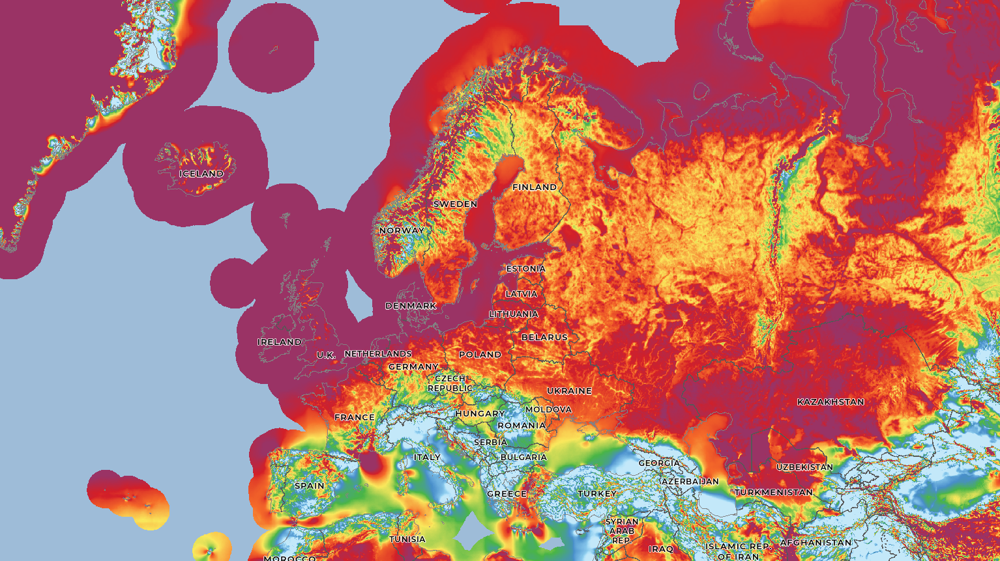 ICELAND
FINLAND
SWEDEN
NORWAY
ESTONIA
LATVIA
DENMARK
LITHUANIA
BELARUS
IRELAND
U.K.
NETHERLANDS
POLAND
GERMANY
CZECH
REPUBLIC
UKRAINE
KAZAKHSTAN
MOLDOVA
HUNGARY
FRANCE
ROMANIA
SERBIA
ITALY
BULGARIA
GEORGIA
UZBEKISTAN
AZERBAIJAN
SPAIN
GREECE
TURKEY
TURKMENISTAN
SYRIAN
ARAB
REP.
TUNISIA
IRAQ
ISLAMIC REP.
OF IRAN
AFGHANISTAN
MOROCCO